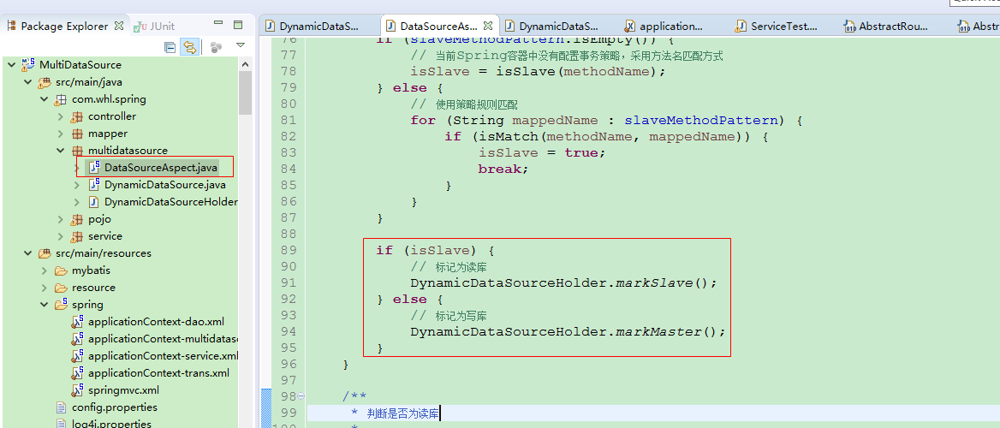 Package Explorer
JUnit
MultiDataSource
src/main/java
com.whl.spring
controller
mapper
multidatasource
DataSourceAspect.java
DynamicDataSource.java
DynamicDataSourceHolder
pojo
service
src/main/resources
mybatis
resource
spring
applicationContext-dao.xml
applicationContext-multidatasc
applicationContext-service.xml
applicationContext-trans.xml
springmvc.xml
config.properties
log4j.properties
DynamicDataS...
DataSourceAs...
DynamicDataS...
application...
ServiceTest...
AbstractRou...
Abstr
76 if (slaveMethodPattern.isEmpty()) {
77 // 当前Spring容器中没有配置事务策略，采用方法名匹配方式
78 isSlave = isSlave(methodName);
79 } else {
80 // 使用策略规则匹配
81 for (String mappedName : slaveMethodPattern) {
82 if (isMatch(methodName, mappedName)) {
83 isSlave = true;
84 break;
85 }
86 }
87 }
88
89 if (isSlave) {
90 // 标记为读库
91 DynamicDataSourceHolder.markSlave();
92 } else {
93 // 标记为写库
94 DynamicDataSourceHolder.markMaster();
95 }
96 }
97
98 /**
99 * 判断是否为读库